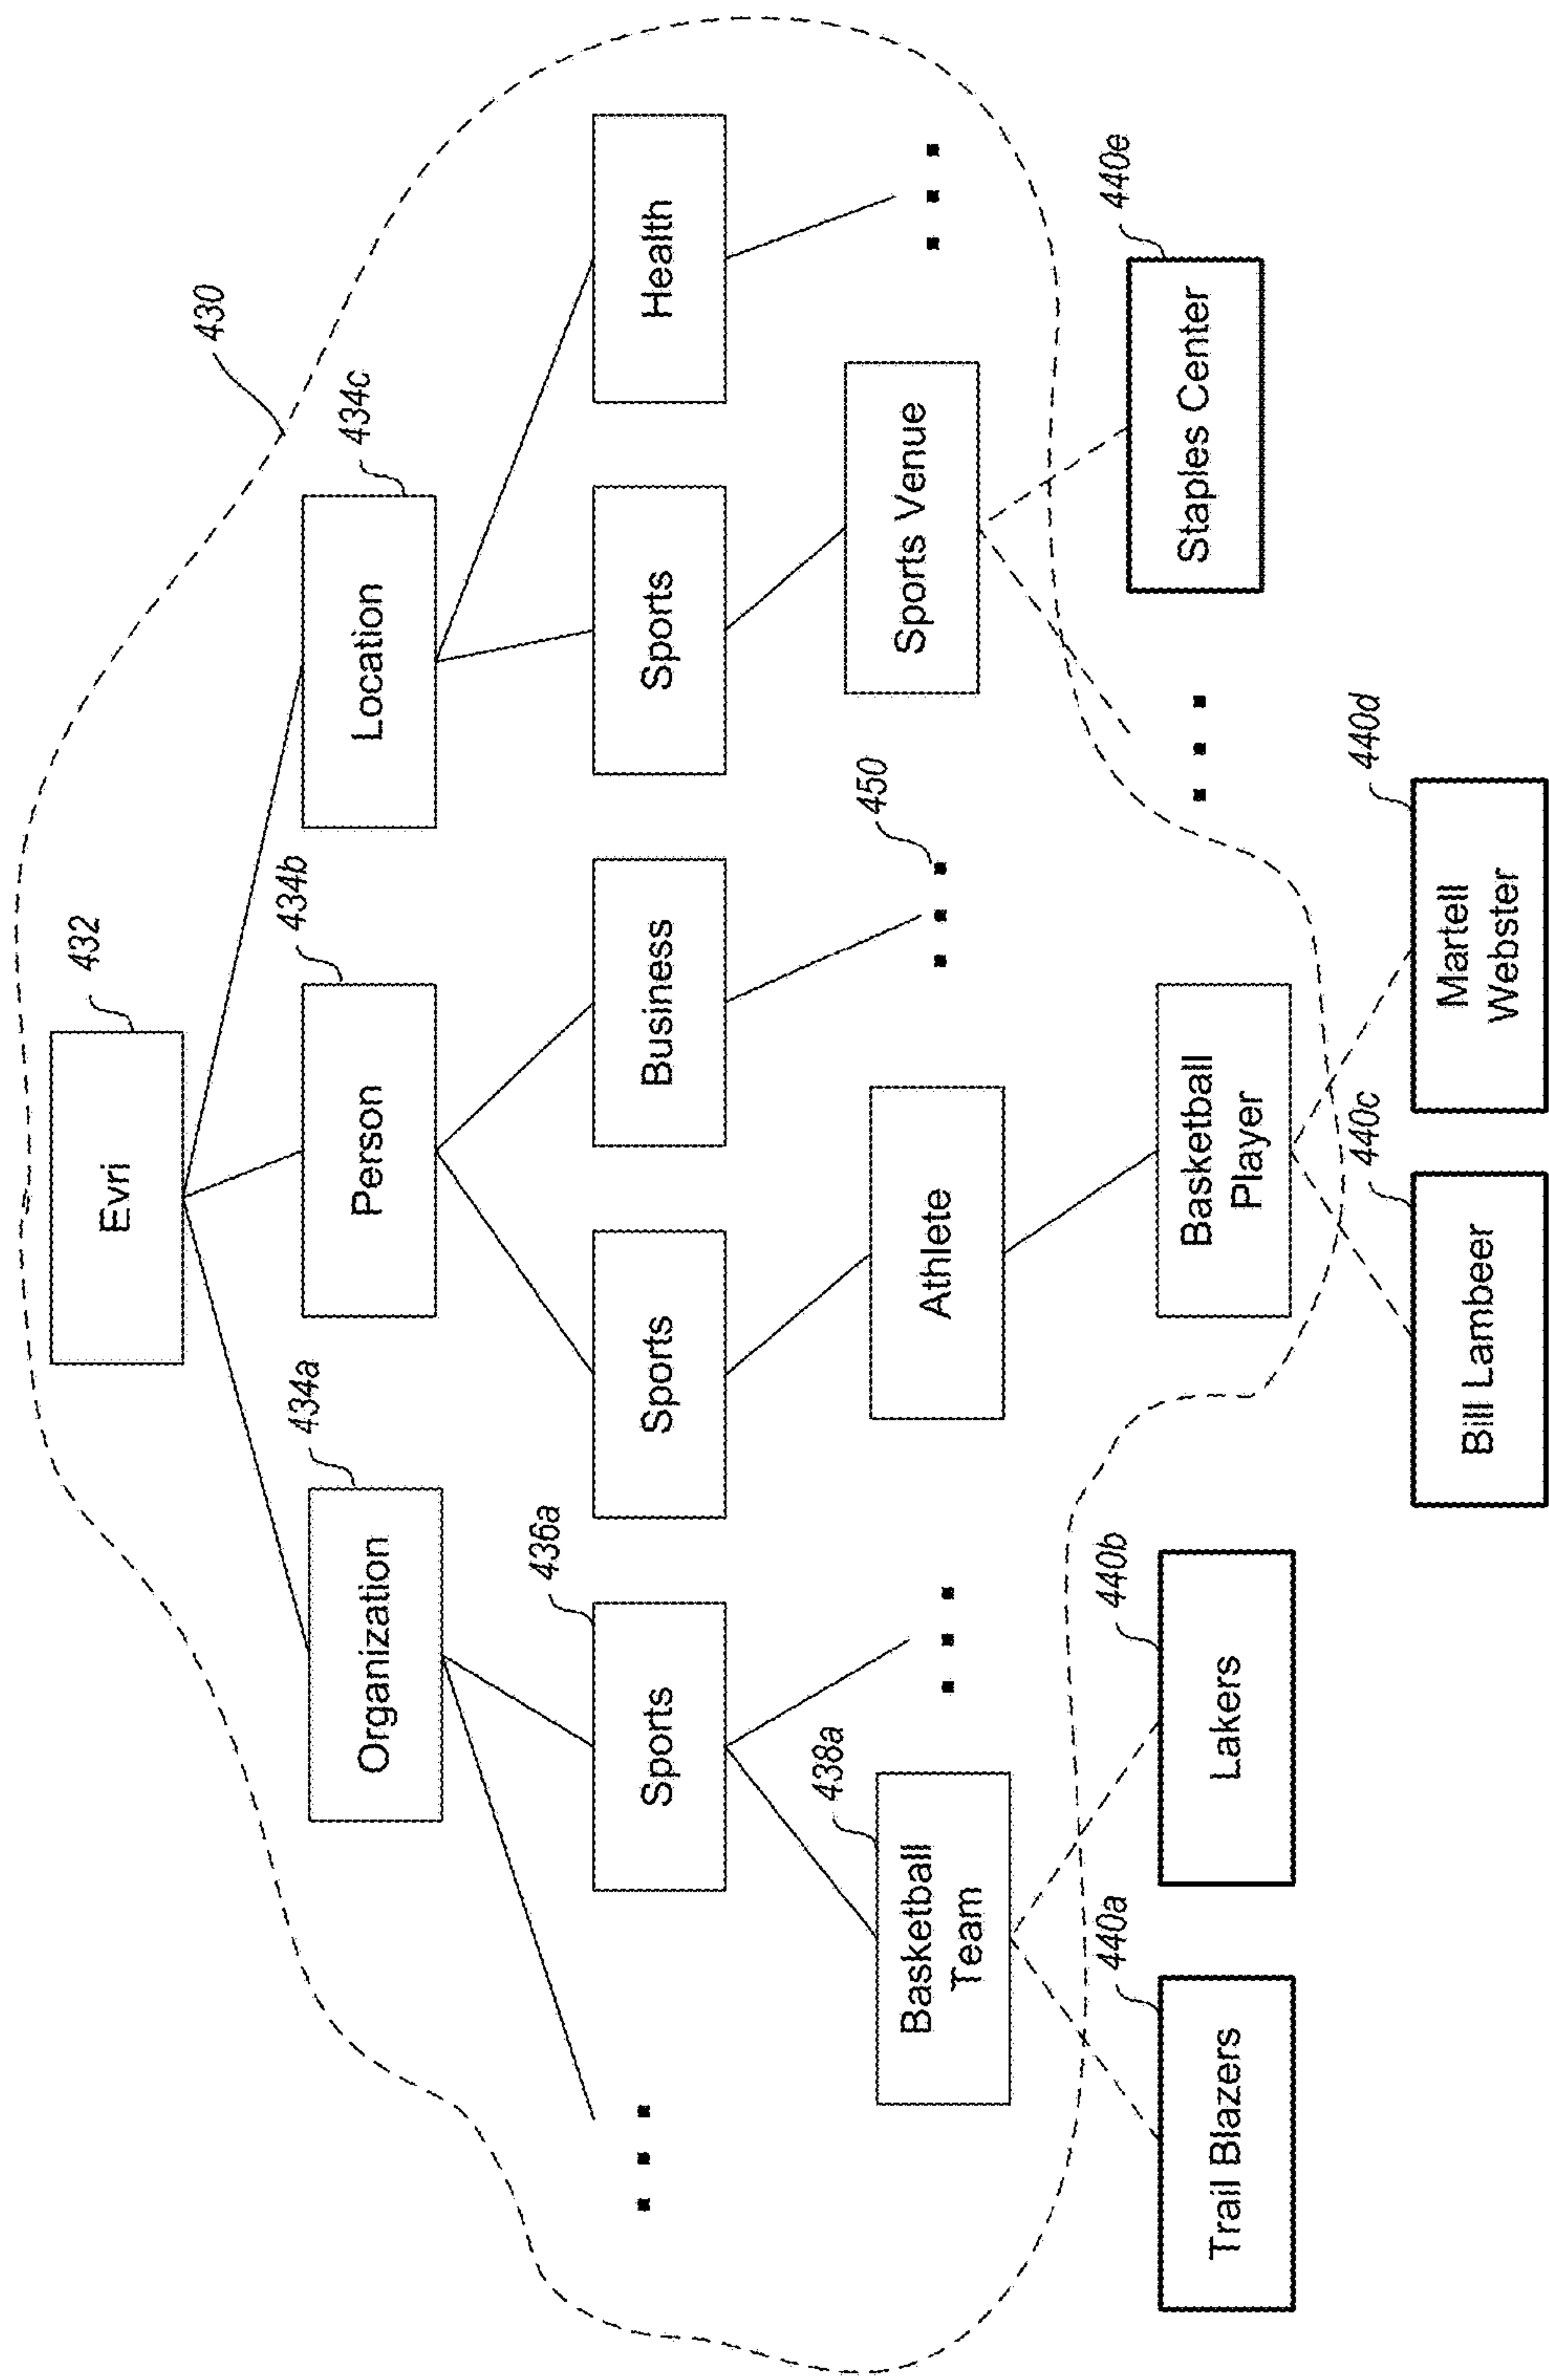 430
432
Evri
434a
Organization
434b
Person
434c
Location
436a
Sports
Sports
Business
Sports
Health
438a
Basketball
Team
Athlete
450
Sports Venue
Basketball
Player
440a
Trail Blazers
440b
Lakers
440c
Bill Lambeer
440d
Martell
Webster
440e
Staples Center